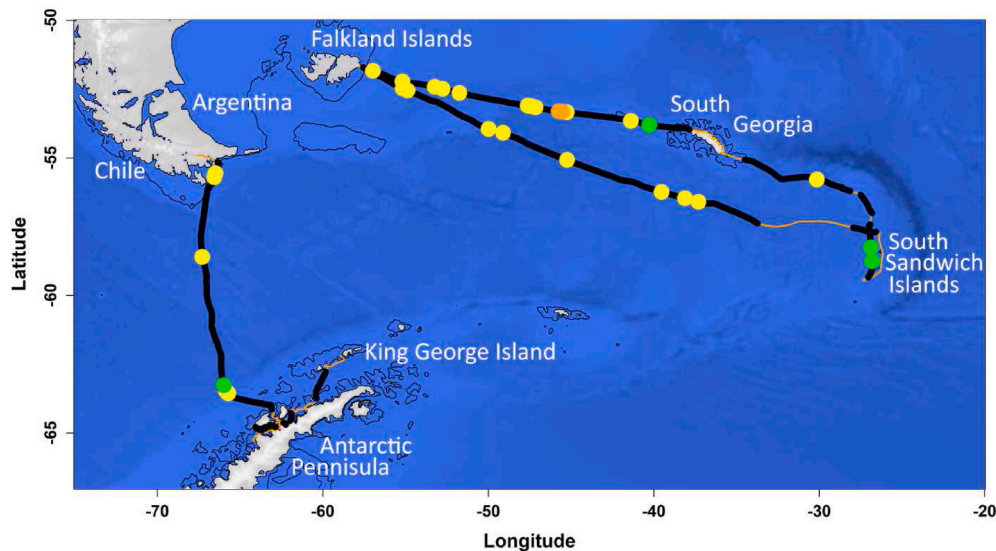 -50
Falkland Islands
Argentina
South
Georgia
-55
Chile
Latitude
South
Sandwich
Islands
-60
King George Island
-65
Antarctic
Pennisula
-70
-60
-50
-40
-30
-20
Longitude